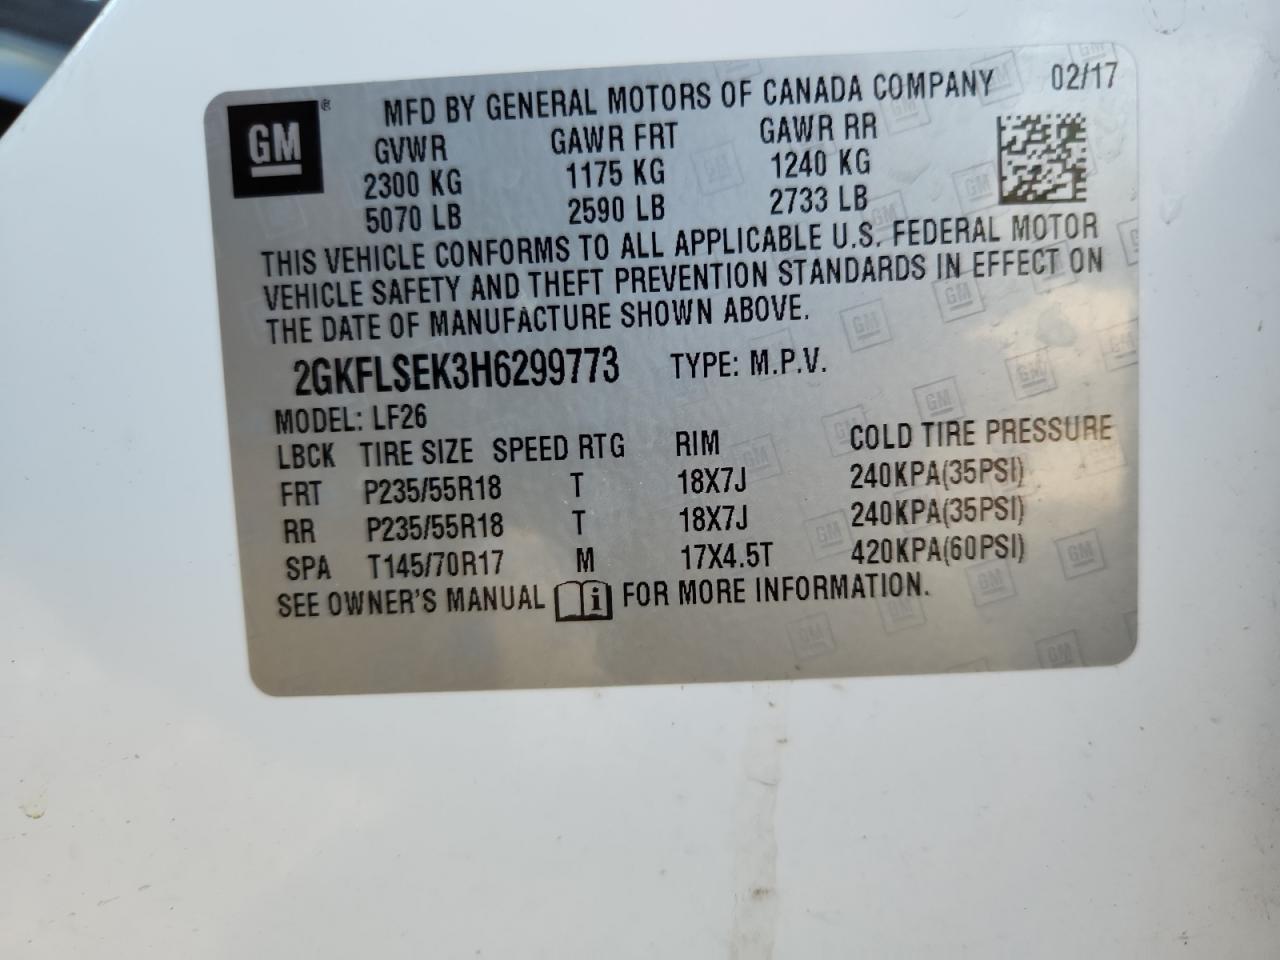 GM ® MFD BY GENERAL MOTORS OF CANADA COMPANY 02/17
GVWR GAWR FRT GAWR RR
2300 KG 1175 KG 1240 KG
5070 LB 2590 LB 2733 LB
THIS VEHICLE CONFORMS TO ALL APPLICABLE U.S. FEDERAL MOTOR
VEHICLE SAFETY AND THEFT PREVENTION STANDARDS IN EFFECT ON
THE DATE OF MANUFACTURE SHOWN ABOVE.
2GKFLSEK3H6299773 TYPE: M.P.V.
MODEL: LF26
LBCK TIRE SIZE SPEED RTG RIM COLD TIRE PRESSURE
FRT P235/55R18 T 18X7J 240KPA(35PSI)
RR P235/55R18 T 18X7J 240KPA(35PSI)
SPA T145/70R17 M 17X4.5T 420KPA(60PSI)
SEE OWNER'S MANUAL i FOR MORE INFORMATION.